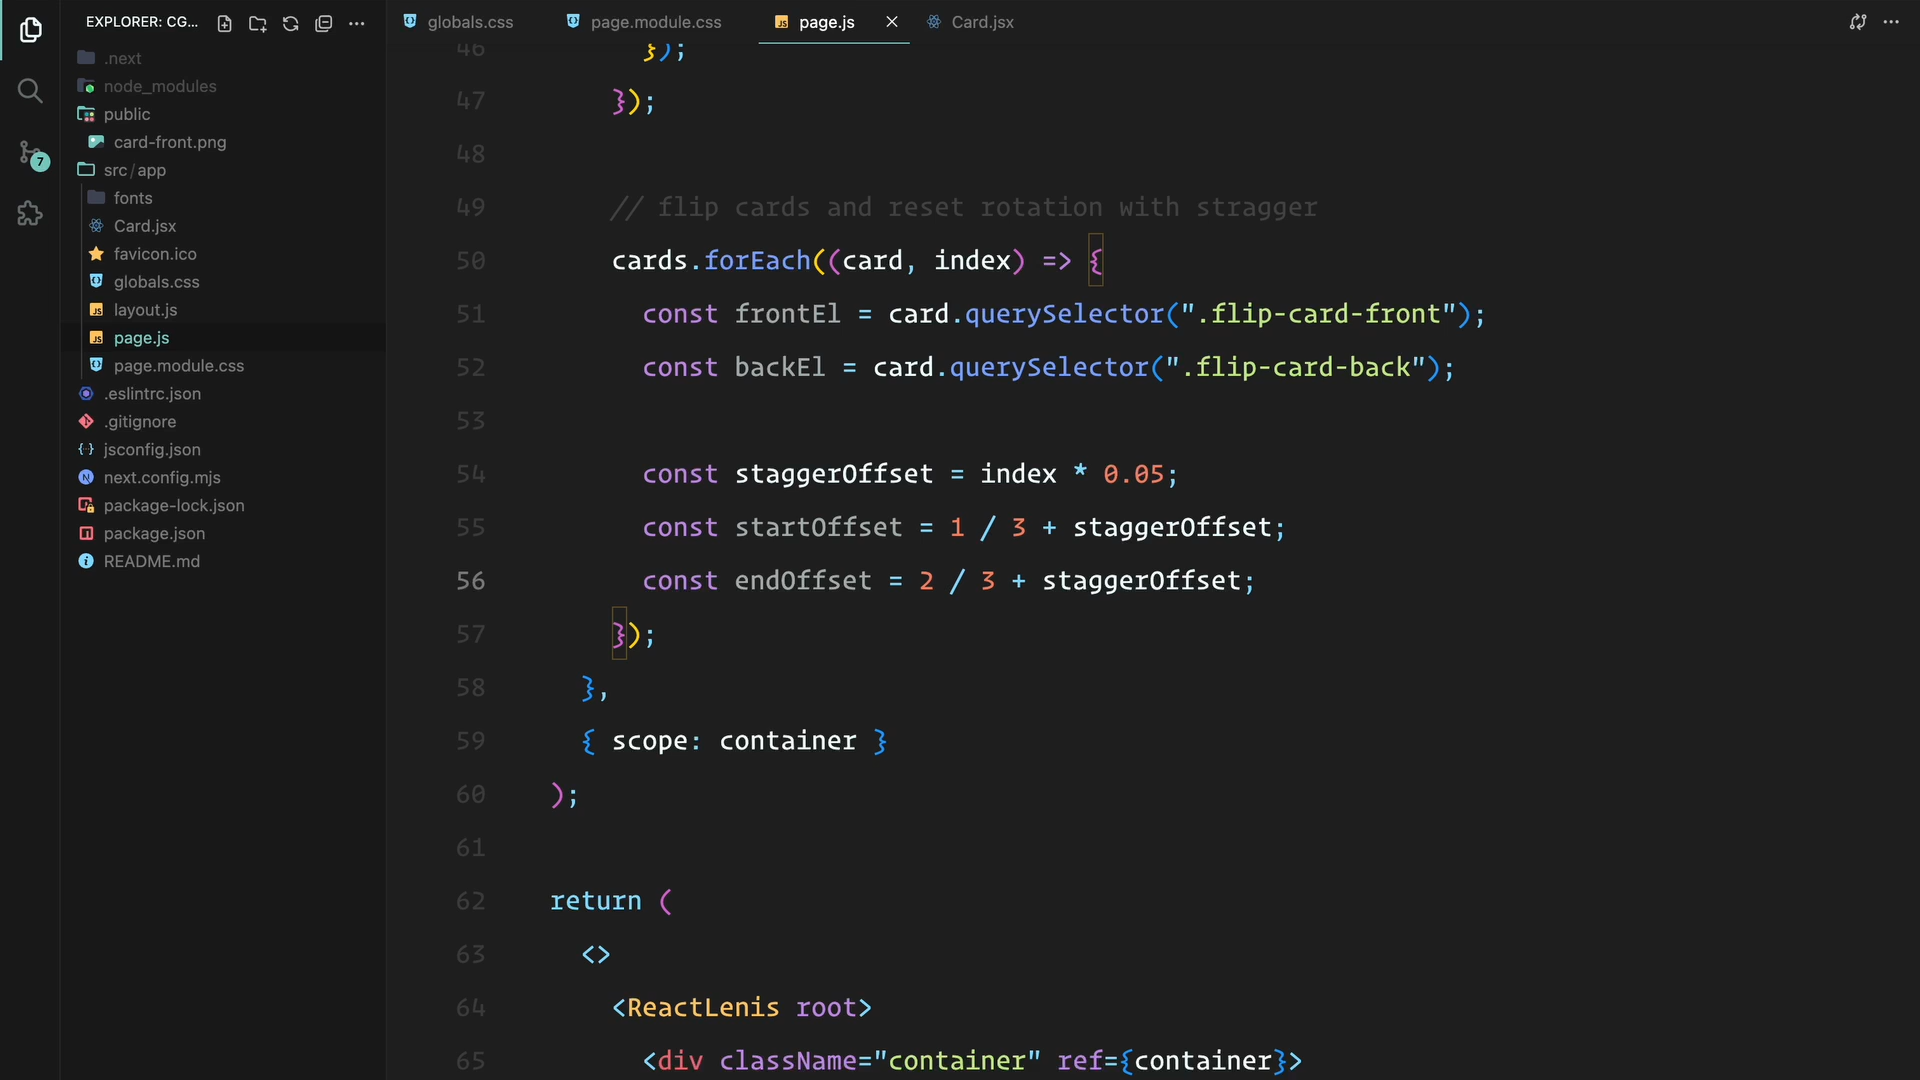 EXPLORER: CG...
.next
node_modules
public
card-front.png
src/app
fonts
Card.jsx
favicon.ico
globals.css
layout.js
page.js
page.module.css
.eslintrc.json
.gitignore
jsconfig.json
next.config.mjs
package-lock.json
package.json
README.md
7
globals.css page.module.css page.js Card.jsx
46 });
47 });
48
49 // flip cards and reset rotation with stragger
50 cards.forEach((card, index) => {
51 const frontEl = card.querySelector(".flip-card-front");
52 const backEl = card.querySelector(".flip-card-back");
53
54 const staggerOffset = index * 0.05;
55 const startOffset = 1 / 3 + staggerOffset;
56 const endOffset = 2 / 3 + staggerOffset;
57 });
58 },
59 { scope: container }
60 );
61
62 return (
63 <>
64 <ReactLenis root>
65 <div className="container" ref={container}>